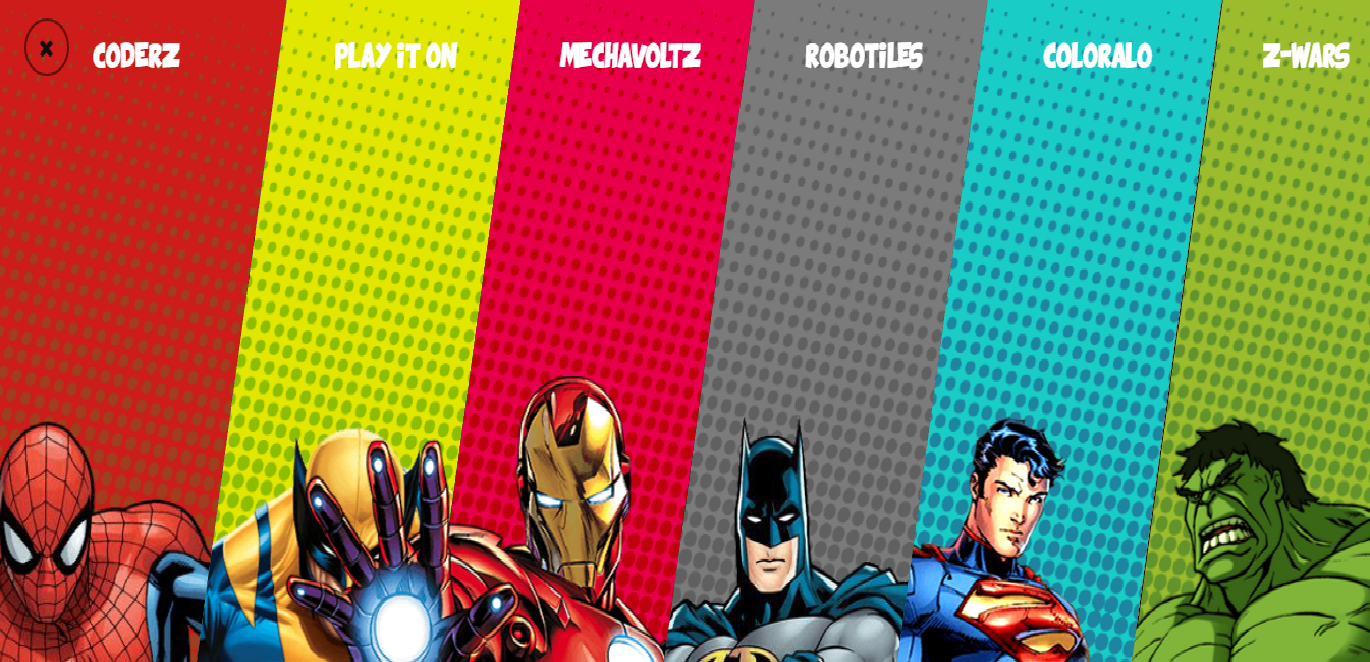 CODERZ
PLAY iT ON
MECHAVOLTZ
ROBOTiLES
COLORALO
Z-WARS